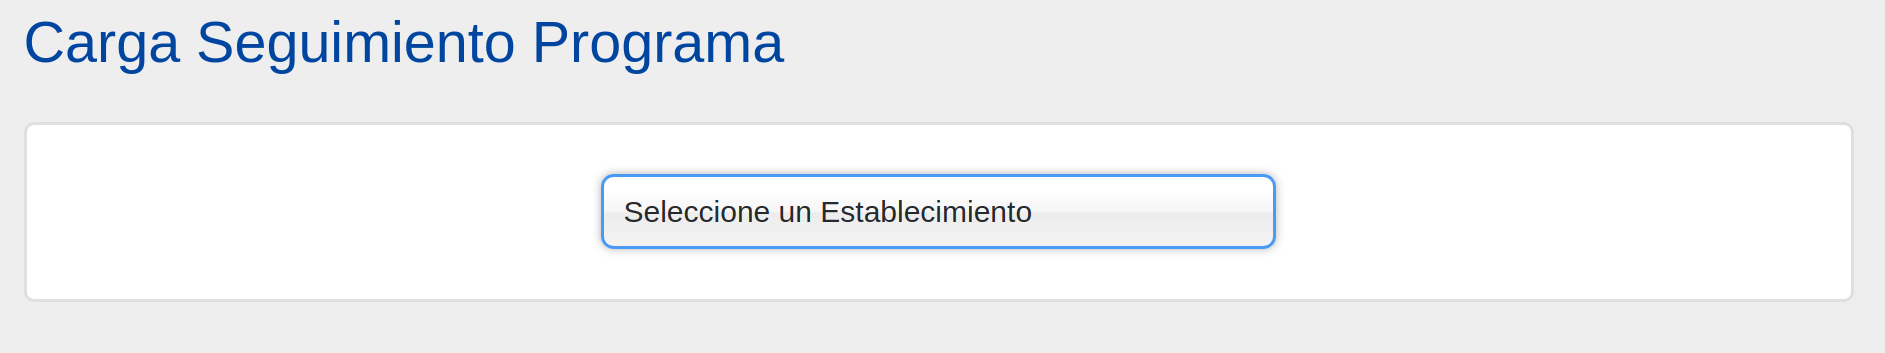 Carga Seguimiento Programa
Seleccione un Establecimiento